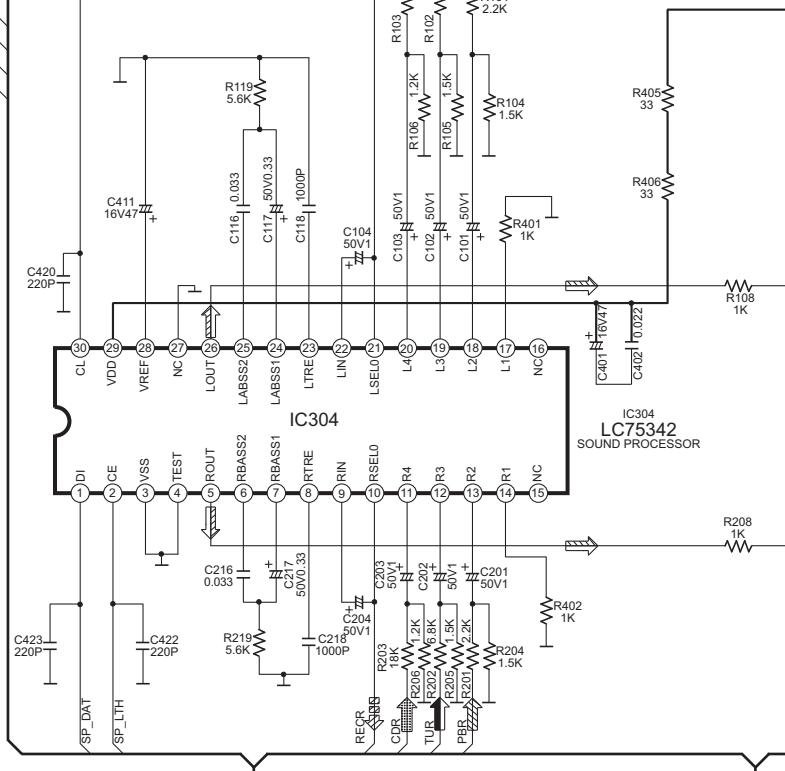 R103
R102
2.2K
R119
5.6K
1.2K
R106
1.5K
R105
R104
1.5K
R405
33
R406
33
C411
16V47
C116
0.033
C117
50V0.33
C118
1000P
C104
50V1
C103
50V1
C102
50V1
C101
50V1
R401
1K
C420
220P
R108
1K
C401
16V47
C402
0.022
30
29
28
27
26
25
24
23
22
21
20
19
18
17
16
CL
VDD
VREF
NC
LOUT
LABSS2
LABSS1
LTRE
LIN
LSEL0
L4
L3
L2
L1
NC
IC304
IC304
LC75342
SOUND PROCESSOR
DI
CE
VSS
TEST
ROUT
RBASS2
RBASS1
RTRE
RIN
RSEL0
R4
R3
R2
R1
NC
1
2
3
4
5
6
7
8
9
10
11
12
13
14
15
R208
1K
C216
0.033
C217
50V0.33
C203
50V1
C202
50V1
C201
50V1
C204
50V1
R402
1K
C423
220P
C422
220P
R219
5.6K
C218
1000P
R203
18K
R206
1.2K
R202
6.8K
R205
1.5K
R201
2.2K
R204
1.5K
SP_DAT
SP_LTH
RECR
CDR
TUR
PBR